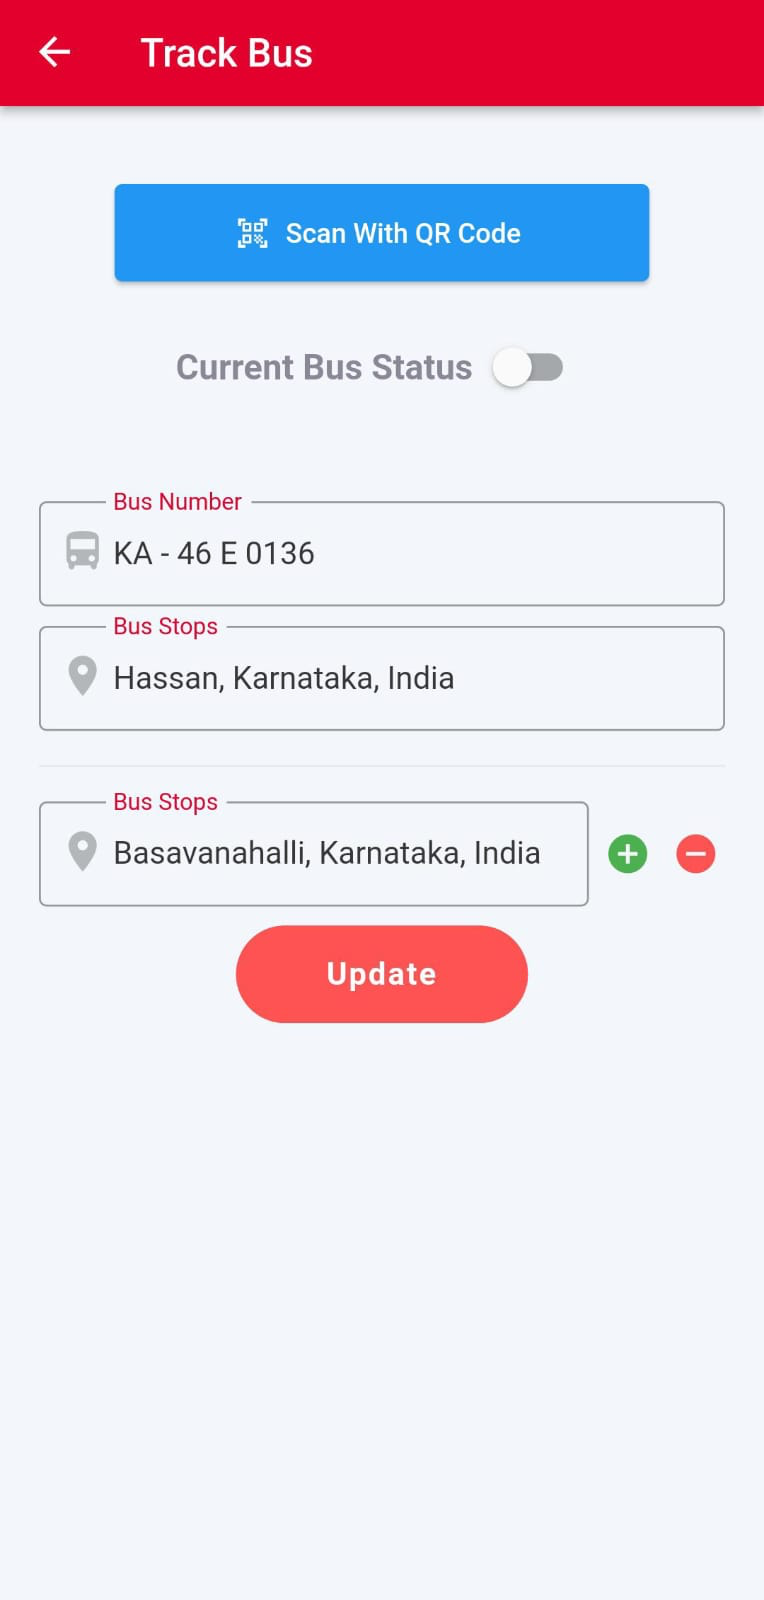 Track Bus
Scan With QR Code
Current Bus Status
Bus Number
KA - 46 E 0136
Bus Stops
Hassan, Karnataka, India
Bus Stops
Basavanahalli, Karnataka, India
Update